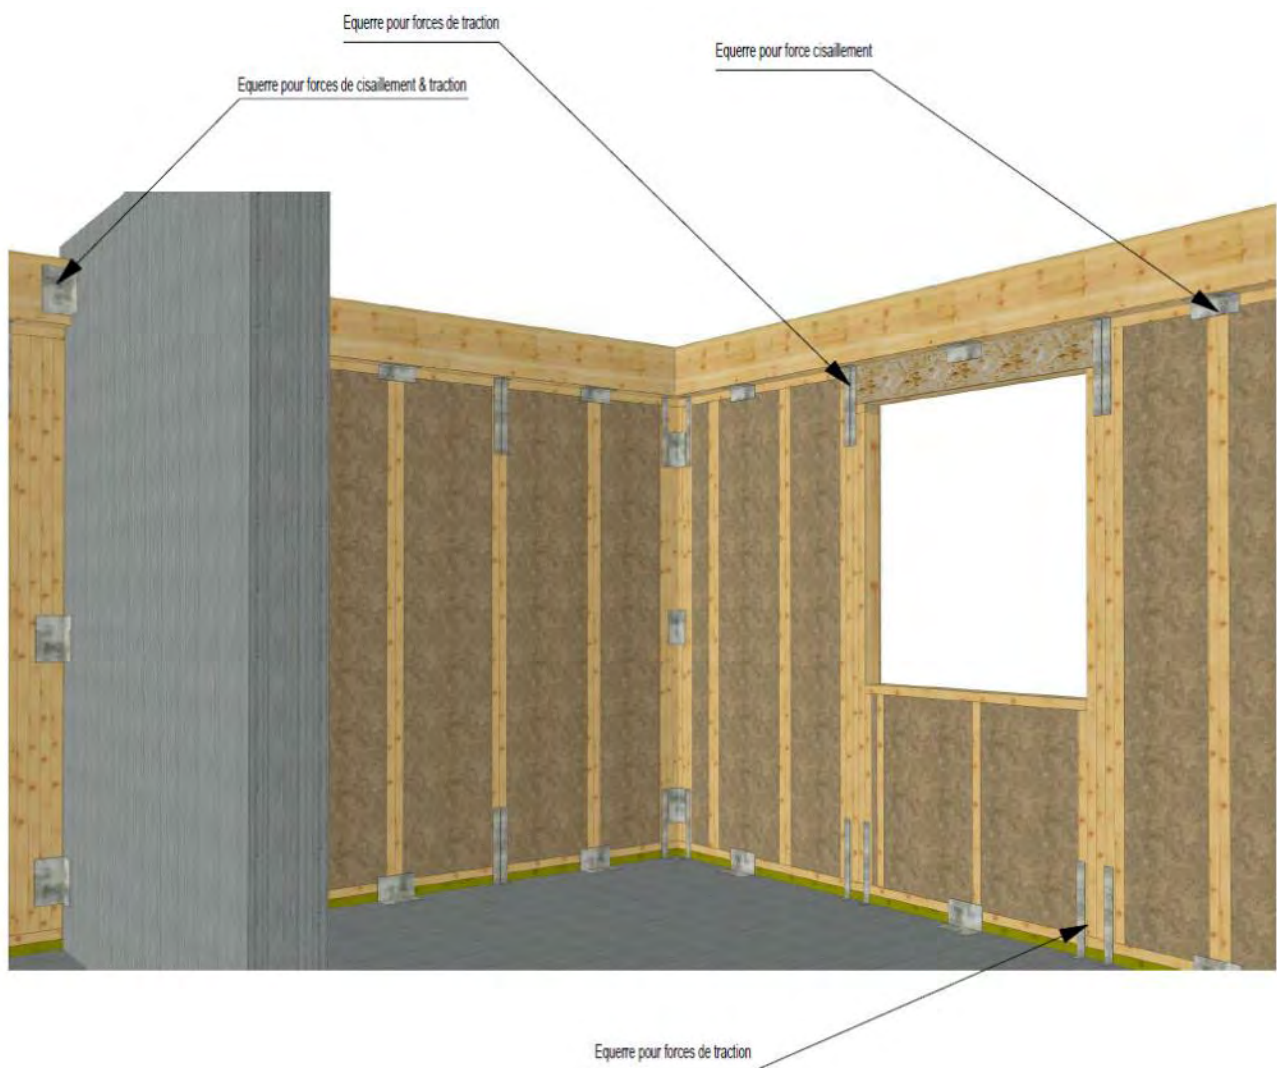 Equerre pour forces de traction
Equerre pour force cisaillement
Equerre pour forces de cisaillement & traction
Equerre pour forces de traction